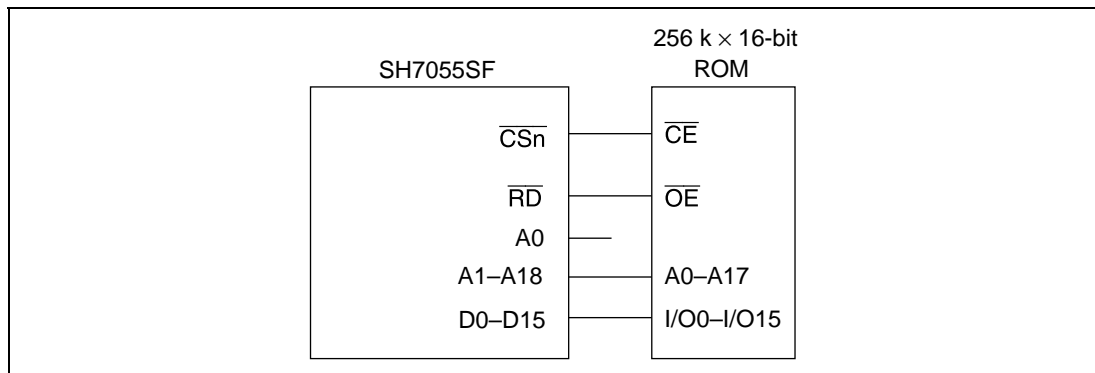 256 k × 16-bit
SH7055SF ROM
CSn CE
RD OE
A0
A1–A18 A0–A17
D0–D15 I/O0–I/O15